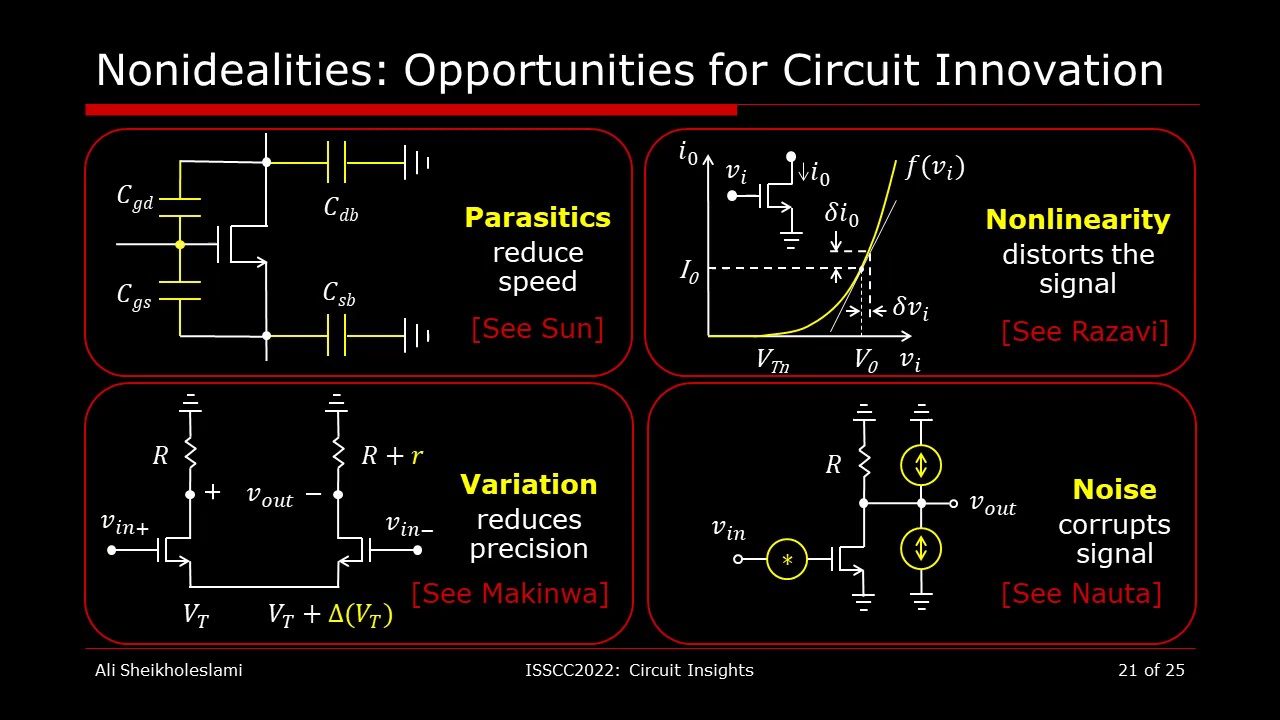 Nonidealities: Opportunities for Circuit Innovation
C_gd
C_db
C_gs
C_sb
Parasitics
reduce
speed
[See Sun]
i_0
v_i
↓i_0
f(v_i)
δi_0
I_0
δv_i
V_Tn
V_0
v_i
Nonlinearity
distorts the
signal
[See Razavi]
R
R + r
+ v_out −
v_in+
v_in−
V_T
V_T + Δ(V_T)
Variation
reduces
precision
[See Makinwa]
R
v_in
*
v_out
Noise
corrupts
signal
[See Nauta]
Ali Sheikholeslami
ISSCC2022: Circuit Insights
21 of 25